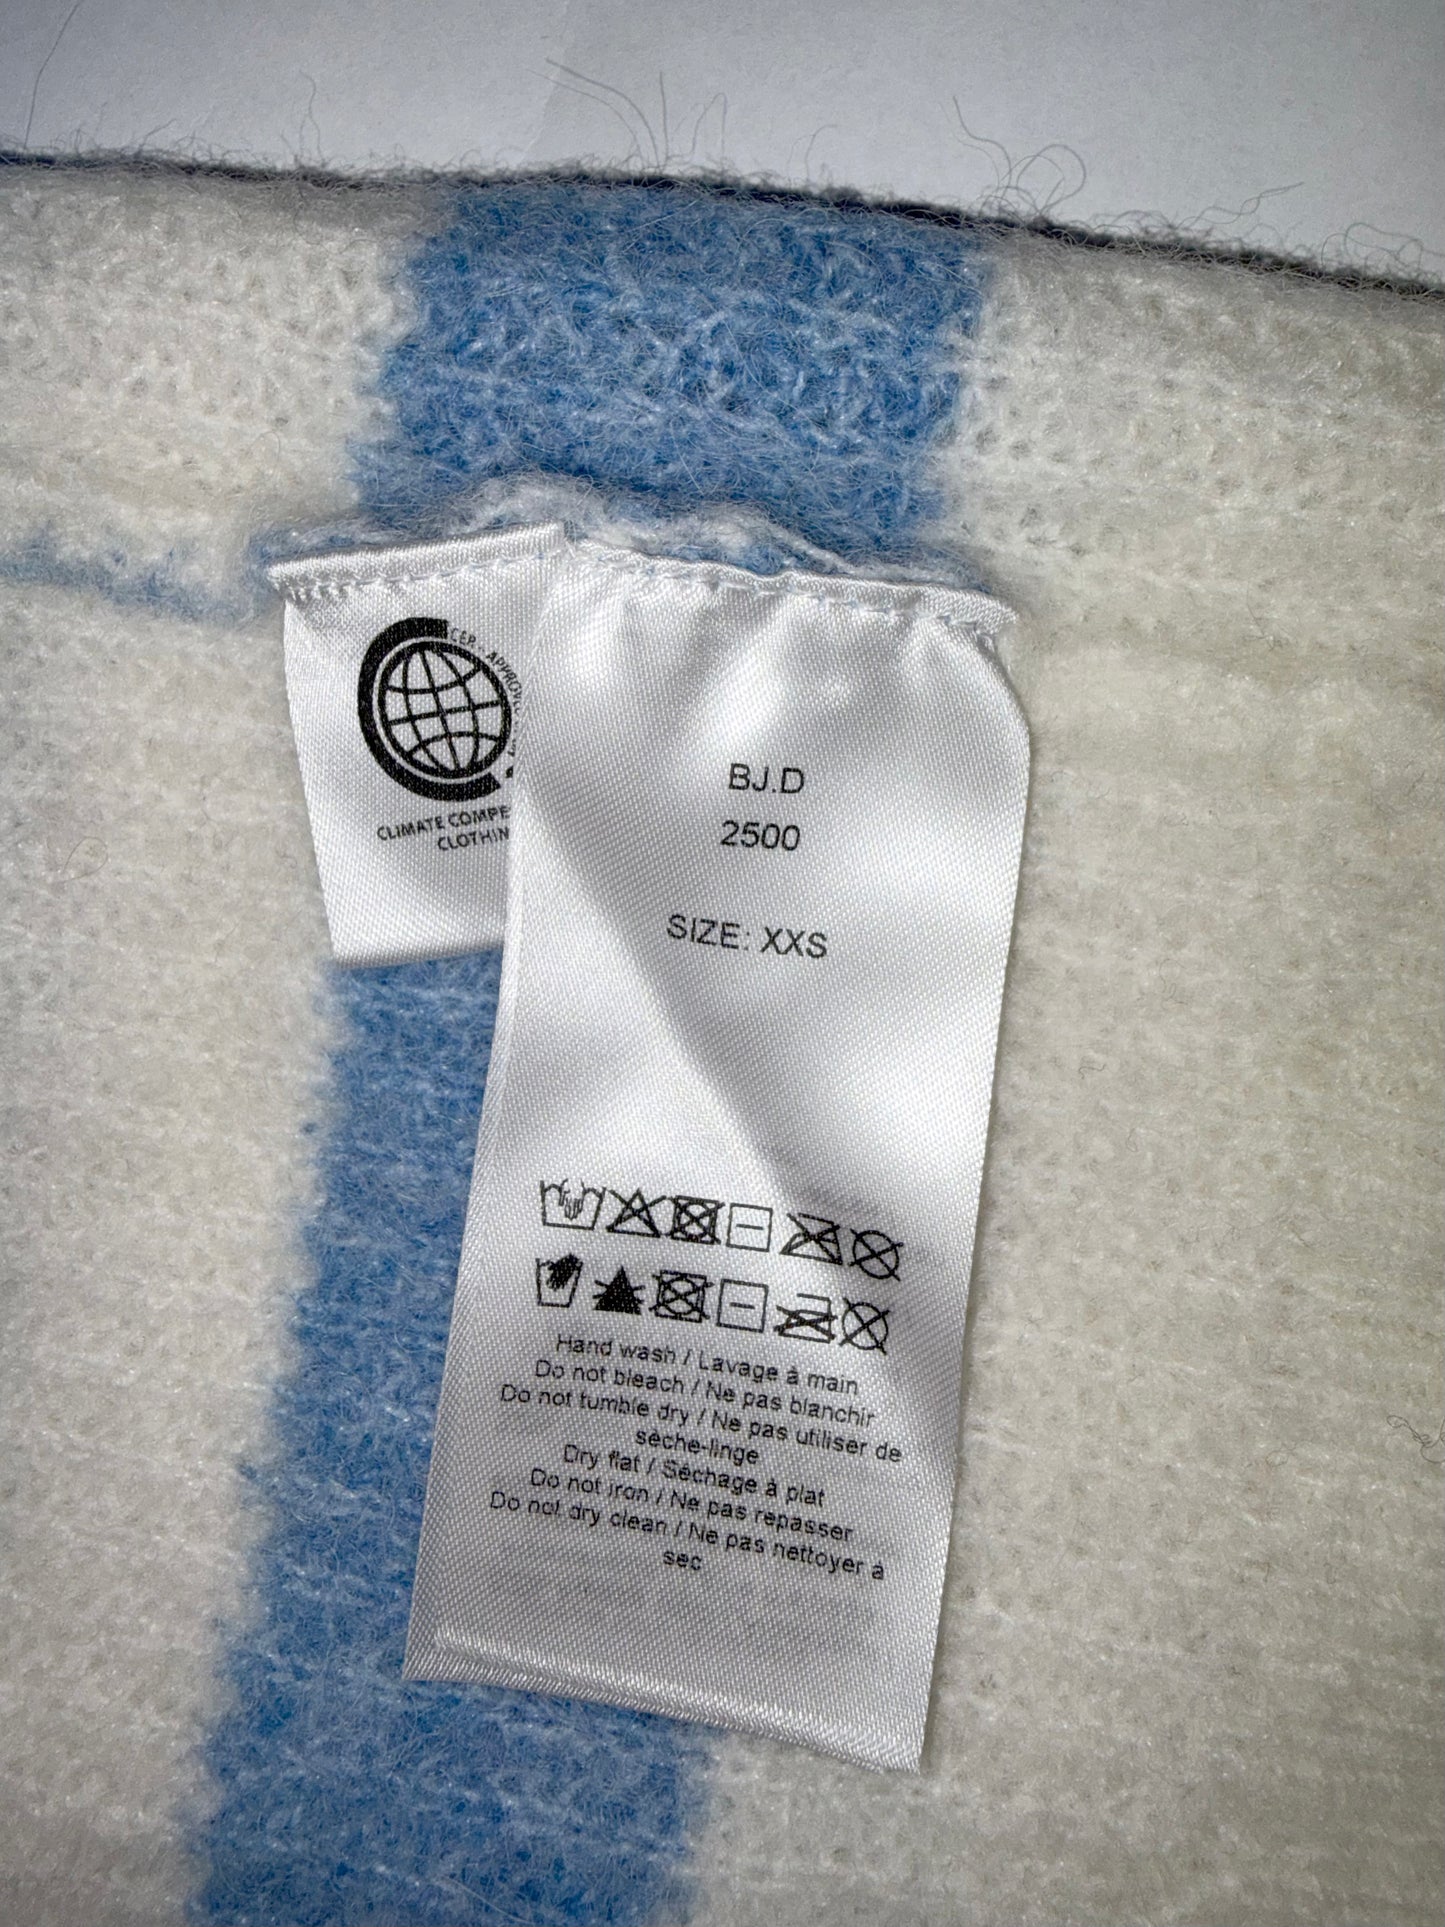 APPROVED
CLIMATE COMPE
CLOTHIN
BJ.D
2500
SIZE: XXS
Hand wash / Lavage à main
Do not bleach / Ne pas blanchir
Do not tumble dry / Ne pas utiliser de
sèche-linge
Dry flat / Séchage à plat
Do not iron / Ne pas repasser
Do not dry clean / Ne pas nettoyer à
sec